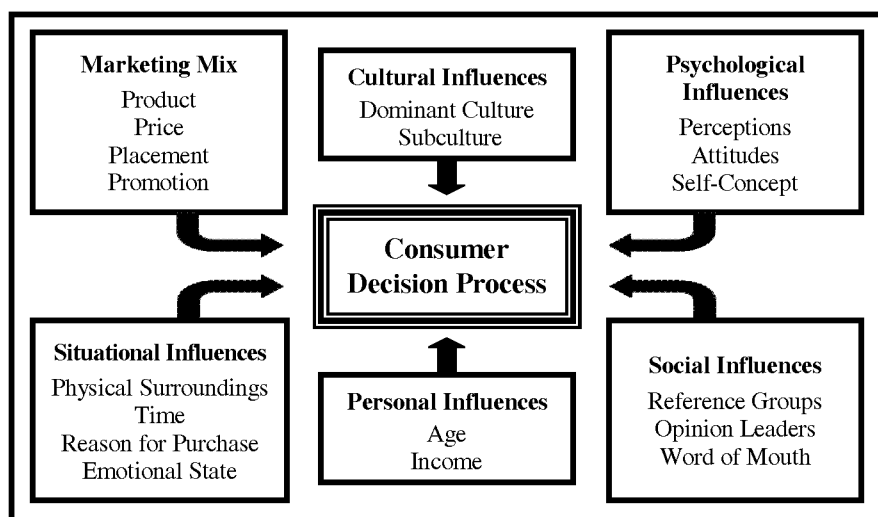 Marketing Mix
Product
Price
Placement
Promotion
Cultural Influences
Dominant Culture
Subculture
Psychological
Influences
Perceptions
Attitudes
Self-Concept
Consumer
Decision Process
Situational Influences
Physical Surroundings
Time
Reason for Purchase
Emotional State
Personal Influences
Age
Income
Social Influences
Reference Groups
Opinion Leaders
Word of Mouth